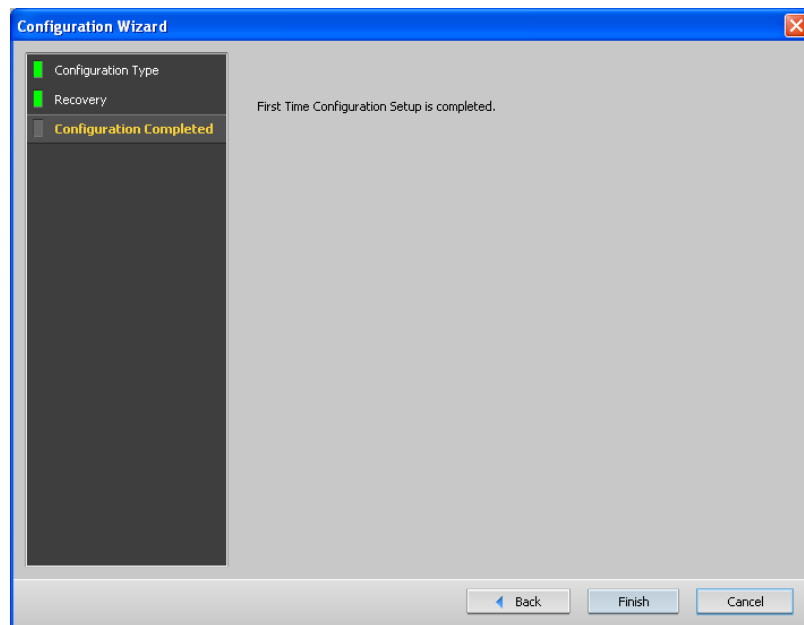 Configuration Wizard
Configuration Type
Recovery
Configuration Completed
First Time Configuration Setup is completed.
Back
Finish
Cancel